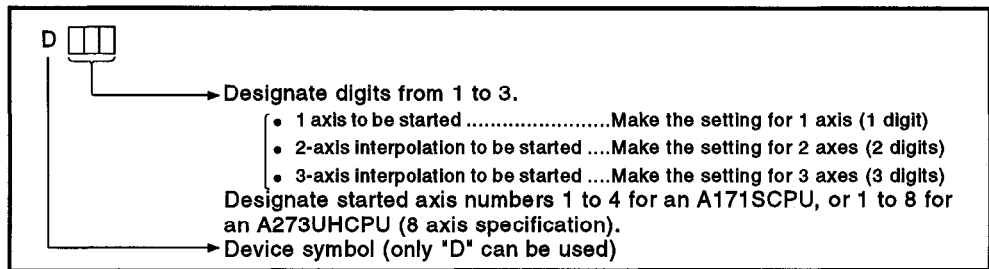 D
Designate digits from 1 to 3.
• 1 axis to be started ........................Make the setting for 1 axis (1 digit)
• 2-axis interpolation to be started ....Make the setting for 2 axes (2 digits)
• 3-axis interpolation to be started ....Make the setting for 3 axes (3 digits)
Designate started axis numbers 1 to 4 for an A171SCPU, or 1 to 8 for
an A273UHCPU (8 axis specification).
Device symbol (only "D" can be used)